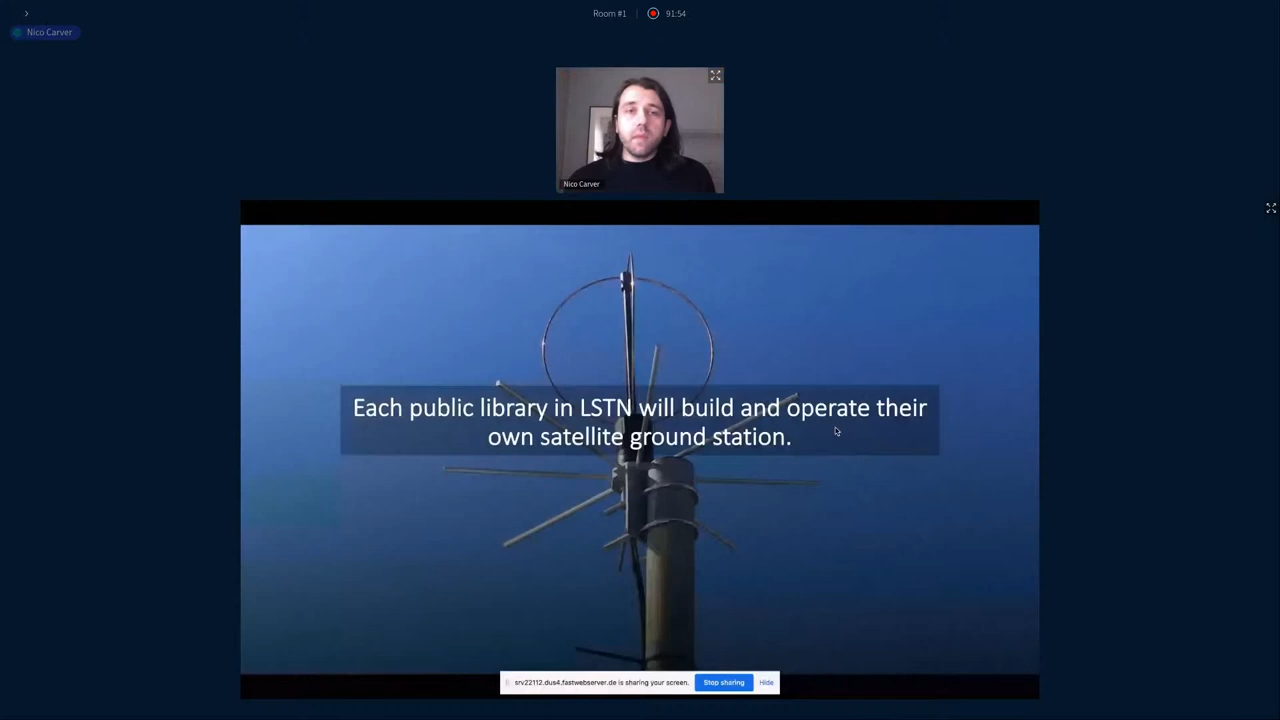 Room #1
91:54
Nico Carver
Nico Carver
Each public library in LSTN will build and operate their
own satellite ground station.
srv22112.dus4.fastwebserver.de is sharing your screen.
Stop sharing
Hide